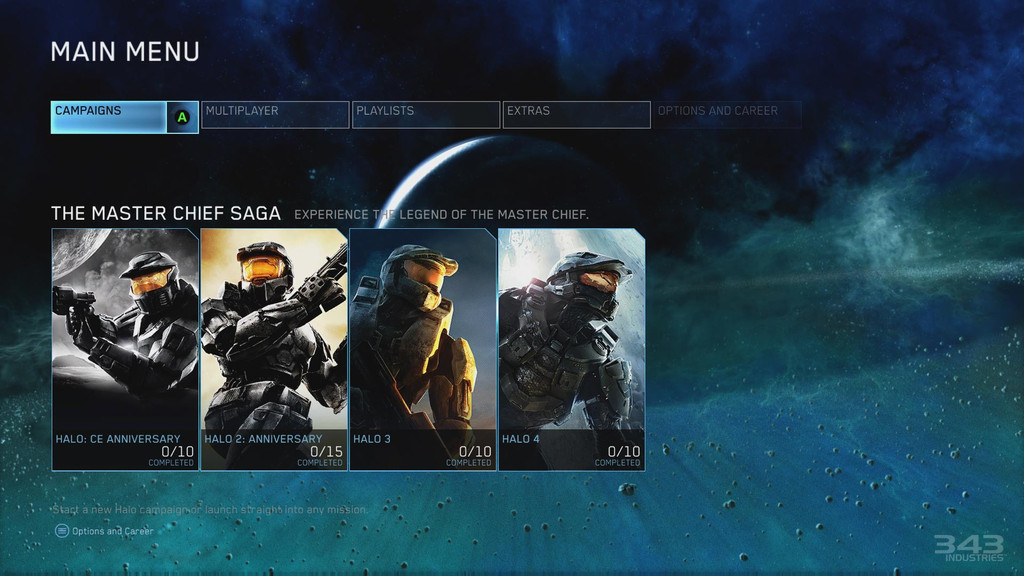 MAIN MENU
CAMPAIGNS A MULTIPLAYER PLAYLISTS EXTRAS OPTIONS AND CAREER
THE MASTER CHIEF SAGA EXPERIENCE THE LEGEND OF THE MASTER CHIEF.
HALO: CE ANNIVERSARY HALO 2: ANNIVERSARY HALO 3 HALO 4
0/10 0/15 0/10 0/10
COMPLETED COMPLETED COMPLETED COMPLETED
Start a new Halo campaign or launch straight into any mission.
Options and Career
343
INDUSTRIES